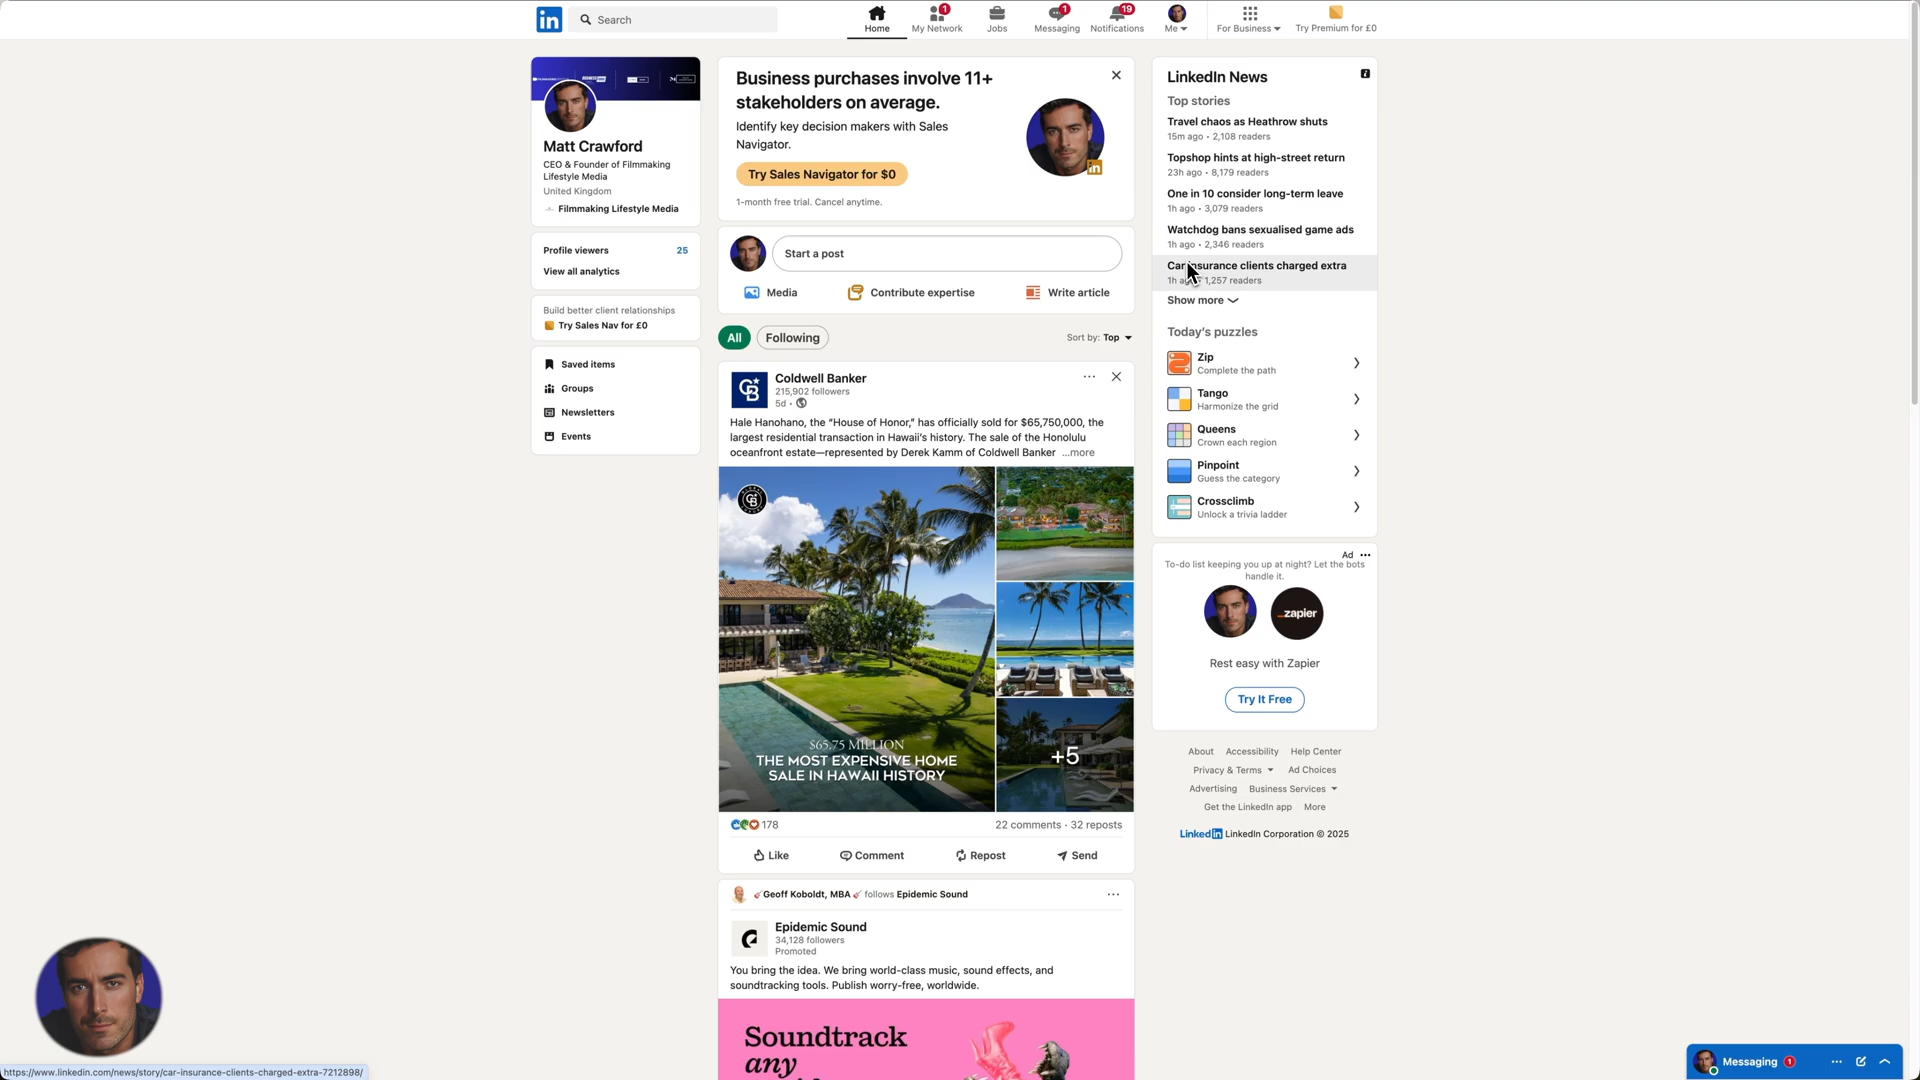 in
Search
1
1
19
Home
My Network
Jobs
Messaging
Notifications
Me
For Business
Try Premium for £0
Matt Crawford
CEO & Founder of Filmmaking
Lifestyle Media
United Kingdom
Filmmaking Lifestyle Media
Profile viewers 25
View all analytics
Build better client relationships
Try Sales Nav for £0
Saved items
Groups
Newsletters
Events
Business purchases involve 11+
stakeholders on average.
Identify key decision makers with Sales
Navigator.
Try Sales Navigator for $0
1-month free trial. Cancel anytime.
in
Start a post
Media
Contribute expertise
Write article
All
Following
Sort by: Top
CB
Coldwell Banker
215,902 followers
5d •
Hale Hanohano, the “House of Honor,” has officially sold for $65,750,000, the
largest residential transaction in Hawaii’s history. The sale of the Honolulu
oceanfront estate—represented by Derek Kamm of Coldwell Banker ...more
$65.75 MILLION
THE MOST EXPENSIVE HOME
SALE IN HAWAII HISTORY
+5
178
22 comments · 32 reposts
Like
Comment
Repost
Send
Geoff Koboldt, MBA follows Epidemic Sound
Epidemic Sound
34,128 followers
Promoted
You bring the idea. We bring world-class music, sound effects, and
soundtracking tools. Publish worry-free, worldwide.
Soundtrack
any
LinkedIn News
Top stories
Travel chaos as Heathrow shuts
15m ago • 2,108 readers
Topshop hints at high-street return
23h ago • 8,179 readers
One in 10 consider long-term leave
1h ago • 3,079 readers
Watchdog bans sexualised game ads
1h ago • 2,346 readers
Car insurance clients charged extra
1h ago • 1,257 readers
Show more
Today’s puzzles
Zip
Complete the path
Tango
Harmonize the grid
Queens
Crown each region
Pinpoint
Guess the category
Crossclimb
Unlock a trivia ladder
Ad
To-do list keeping you up at night? Let the bots
handle it.
_zapier
Rest easy with Zapier
Try It Free
About Accessibility Help Center
Privacy & Terms Ad Choices
Advertising Business Services
Get the LinkedIn app More
LinkedIn LinkedIn Corporation © 2025
Messaging 1
https://www.linkedin.com/news/story/car-insurance-clients-charged-extra-7212898/